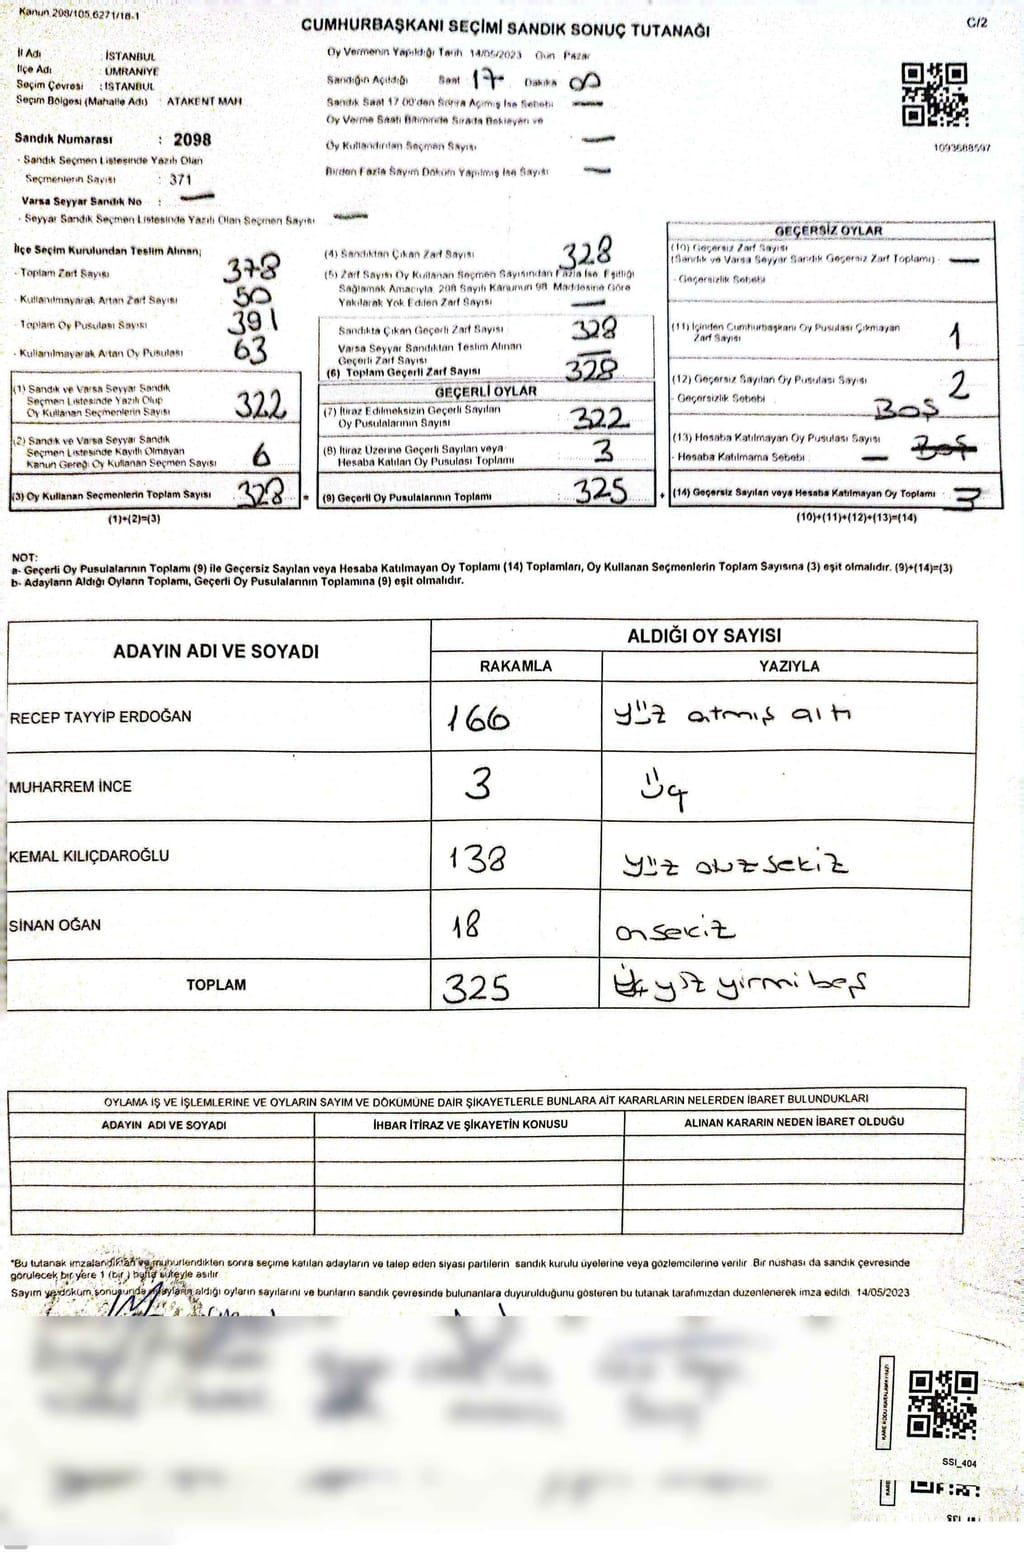 Kanun 298/105,6271/18-1
C/2
CUMHURBAŞKANI SEÇİMİ SANDIK SONUÇ TUTANAĞI
İl Adı : İSTANBUL
İlçe Adı : ÜMRANİYE
Seçim Çevresi : İSTANBUL
Seçim Bölgesi (Mahalle Adı) : ATAKENT MAH
Sandık Numarası : 2098
- Sandık Seçmen Listesinde Yazılı Olan
Seçmenlerin Sayısı : 371
Varsa Seyyar Sandık No : —
- Seyyar Sandık Seçmen Listesinde Yazılı Olan Seçmen Sayısı —
Oy Vermenin Yapıldığı Tarih 14/05/2023 Gün Pazar
Sandığın Açıldığı Saat 17 Dakika 00
Sandık Saat 17.00'den Sonra Açılmış İse Sebebi —
Oy Verme Saati Bitiminde Sırada Bekleyen ve
Oy Kullandırılan Seçmen Sayısı —
Birden Fazla Sayım Döküm Yapılmış İse Sayısı —
1093688597
İlçe Seçim Kurulundan Teslim Alınan;
- Toplam Zarf Sayısı 378
- Kullanılmayarak Artan Zarf Sayısı 50
- Toplam Oy Pusulası Sayısı 391
- Kullanılmayarak Artan Oy Pusulası 63
(1) Sandık ve Varsa Seyyar Sandık
Seçmen Listesinde Yazılı Olup
Oy Kullanan Seçmenlerin Sayısı 322
(2) Sandık ve Varsa Seyyar Sandık
Seçmen Listesinde Kayıtlı Olmayan
Kanun Gereği Oy Kullanan Seçmen Sayısı 6
(3) Oy Kullanan Seçmenlerin Toplam Sayısı 328
(1)+(2)=(3)
(4) Sandıktan Çıkan Zarf Sayısı 328
(5) Zarf Sayısı Oy Kullanan Seçmen Sayısından Fazla İse Eşitliği
Sağlamak Amacıyla, 298 Sayılı Kanunun 98. Maddesine Göre
Yakılarak Yok Edilen Zarf Sayısı —
Sandıkta Çıkan Geçerli Zarf Sayısı 328
Varsa Seyyar Sandıktan Teslim Alınan
Geçerli Zarf Sayısı —
(6) Toplam Geçerli Zarf Sayısı 328
GEÇERLİ OYLAR
(7) İtiraz Edilmeksizin Geçerli Sayılan
Oy Pusulalarının Sayısı 322
(8) İtiraz Üzerine Geçerli Sayılan veya
Hesaba Katılan Oy Pusulası Toplamı 3
= (9) Geçerli Oy Pusulalarının Toplamı 325
GEÇERSİZ OYLAR
(10) Geçersiz Zarf Sayısı
(Sandık ve Varsa Seyyar Sandık Geçersiz Zarf Toplamı) —
- Geçersizlik Sebebi
(11) İçinden Cumhurbaşkanı Oy Pusulası Çıkmayan
Zarf Sayısı 1
(12) Geçersiz Sayılan Oy Pusulası Sayısı 2
- Geçersizlik Sebebi BOŞ
(13) Hesaba Katılmayan Oy Pusulası Sayısı BOŞ
- Hesaba Katılmama Sebebi —
+ (14) Geçersiz Sayılan veya Hesaba Katılmayan Oy Toplamı 3
(10)+(11)+(12)+(13)=(14)
NOT:
a- Geçerli Oy Pusulalarının Toplamı (9) ile Geçersiz Sayılan veya Hesaba Katılmayan Oy Toplamı (14) Toplamları, Oy Kullanan Seçmenlerin Toplam Sayısına (3) eşit olmalıdır. (9)+(14)=(3)
b- Adayların Aldığı Oyların Toplamı, Geçerli Oy Pusulalarının Toplamına (9) eşit olmalıdır.
ADAYIN ADI VE SOYADI
ALDIĞI OY SAYISI
RAKAMLA YAZIYLA
RECEP TAYYİP ERDOĞAN 166 yüz atmış altı
MUHARREM İNCE 3 üç
KEMAL KILIÇDAROĞLU 138 yüz otuz sekiz
SİNAN OĞAN 18 onsekiz
TOPLAM 325 üç yüz yirmi beş
OYLAMA İŞ VE İŞLEMLERİNE VE OYLARIN SAYIM VE DÖKÜMÜNE DAİR ŞİKAYETLERLE BUNLARA AİT KARARLARIN NELERDEN İBARET BULUNDUKLARI
ADAYIN ADI VE SOYADI İHBAR İTİRAZ VE ŞİKAYETİN KONUSU ALINAN KARARIN NEDEN İBARET OLDUĞU
*Bu tutanak imzalandıktan ve mühürlendikten sonra seçime katılan adayların ve talep eden siyasi partilerin sandık kurulu üyelerine veya gözlemcilerine verilir. Bir nüshası da sandık çevresinde
görülecek bir yere 1 (bir) hafta süreyle asılır.
Sayım ve döküm sonucunda adayların aldığı oyların sayılarını ve bunların sandık çevresinde bulunanlara duyurulduğunu gösteren bu tutanak tarafımızdan düzenlenerek imza edildi. 14/05/2023
SSI_404